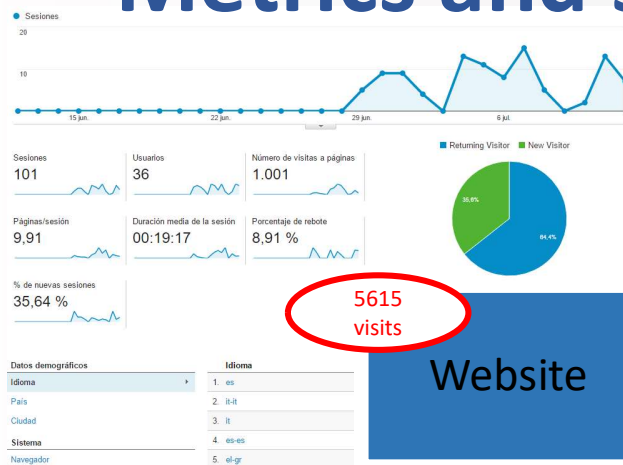 Metrics and
Sesiones
20
10
15 jun.
22 jun.
29 jun.
6 jul.
Sesiones
101
Usuarios
36
Número de visitas a páginas
1.001
Returning Visitor
New Visitor
35,6%
64,4%
Páginas/sesión
9,91
Duración media de la sesión
00:19:17
Porcentaje de rebote
8,91 %
% de nuevas sesiones
35,64 %
5615
visits
Website
Datos demográficos
Idioma
País
Ciudad
Sistema
Navegador
Idioma
1. es
2. it-it
3. it
4. es-es
5. el-gr